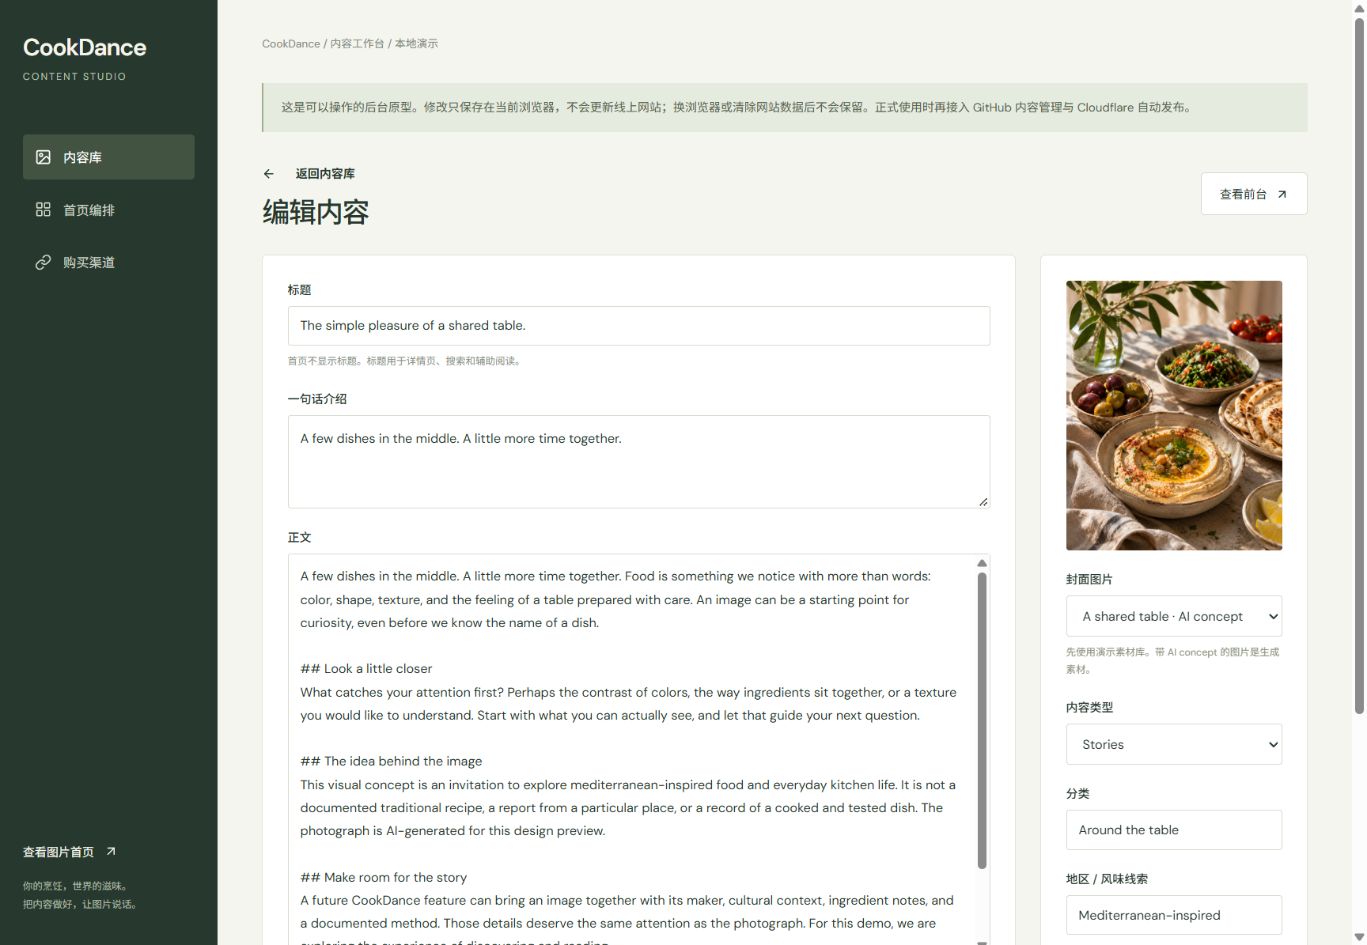 CookDance
CONTENT STUDIO
内容库
首页编排
购买渠道
查看图片首页
你的烹饪，世界的滋味。
把内容做好，让图片说话。
CookDance / 内容工作台 / 本地演示
这是可以操作的后台原型。修改只保存在当前浏览器，不会更新线上网站；换浏览器或清除网站数据后不会保留。正式使用时再接入 GitHub 内容管理与 Cloudflare 自动发布。
返回内容库
编辑内容
查看前台
标题
The simple pleasure of a shared table.
首页不显示标题。标题用于详情页、搜索和辅助阅读。
一句话介绍
A few dishes in the middle. A little more time together.
正文
A few dishes in the middle. A little more time together. Food is something we notice with more than words:
color, shape, texture, and the feeling of a table prepared with care. An image can be a starting point for
curiosity, even before we know the name of a dish.
## Look a little closer
What catches your attention first? Perhaps the contrast of colors, the way ingredients sit together, or a texture
you would like to understand. Start with what you can actually see, and let that guide your next question.
## The idea behind the image
This visual concept is an invitation to explore mediterranean-inspired food and everyday kitchen life. It is not a
documented traditional recipe, a report from a particular place, or a record of a cooked and tested dish. The
photograph is AI-generated for this design preview.
## Make room for the story
A future CookDance feature can bring an image together with its maker, cultural context, ingredient notes, and
a documented method. Those details deserve the same attention as the photograph. For this demo, we are
exploring the experience of discovering and reading.
封面图片
A shared table · AI concept
先使用演示素材库。带 AI concept 的图片是生成
素材。
内容类型
Stories
分类
Around the table
地区 / 风味线索
Mediterranean-inspired